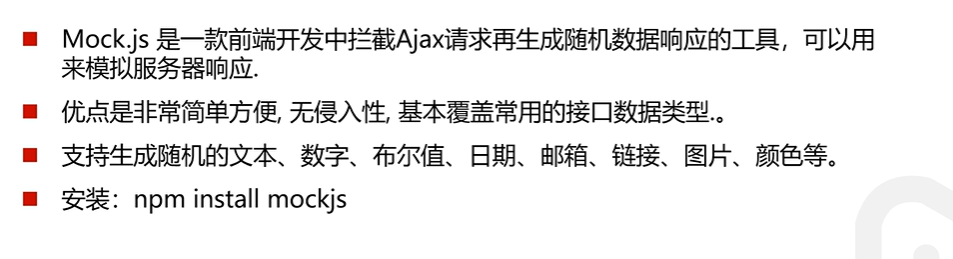 Mock.js 是一款前端开发中拦截Ajax请求再生成随机数据响应的工具，可以用
来模拟服务器响应.
优点是非常简单方便, 无侵入性, 基本覆盖常用的接口数据类型.。
支持生成随机的文本、数字、布尔值、日期、邮箱、链接、图片、颜色等。
安装：npm install mockjs